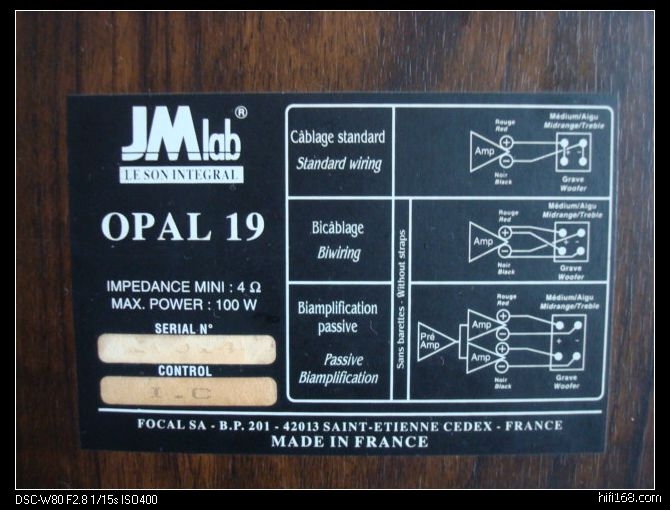 JMlab®
LE SON INTEGRAL
OPAL 19
IMPEDANCE MINI : 4 Ω
MAX. POWER : 100 W
SERIAL N°
CONTROL
I.C
Câblage standard
Standard wiring
Rouge
Red
Amp
Noir
Black
Médium/Aigu
Midrange/Treble
Grave
Woofer
Bicâblage
Biwiring
Sans barettes - Without straps
Rouge
Red
Amp
Noir
Black
Médium/Aigu
Midrange/Treble
Grave
Woofer
Biamplification
passive
Passive
Biamplification
Pré
Amp
Rouge
Red
Amp
Amp
Noir
Black
Médium/Aigu
Midrange/Treble
Grave
Woofer
FOCAL SA - B.P. 201 - 42013 SAINT-ETIENNE CEDEX - FRANCE
MADE IN FRANCE
DSC-W80 F2.8 1/15s ISO400
hifi168.com